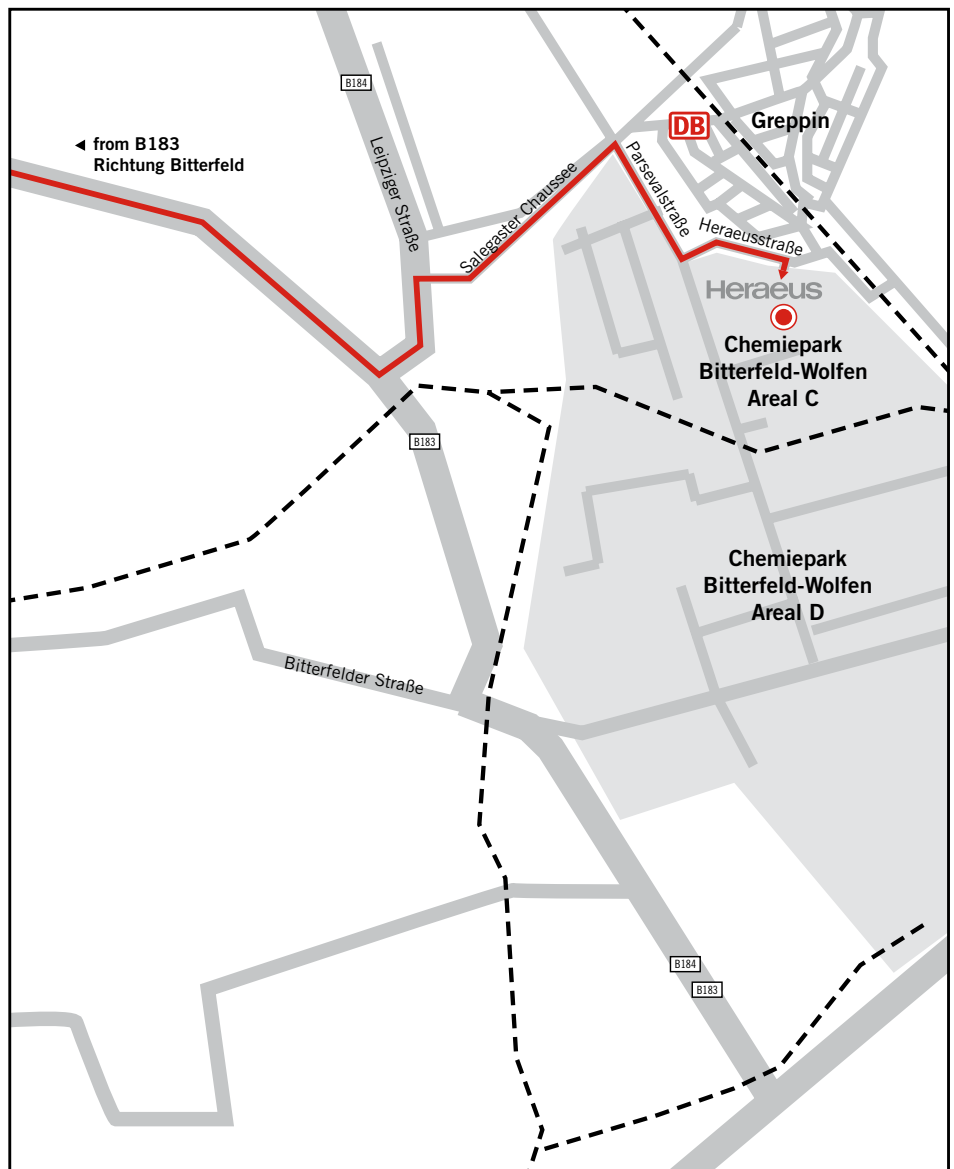 B184
DB
Greppin
◄ from B183
Richtung Bitterfeld
Leipziger Straße
Salegaster Chaussee
Parsevalstraße
Heraeusstraße
Heraeus
Chemiepark
Bitterfeld-Wolfen
Areal C
B183
Chemiepark
Bitterfeld-Wolfen
Areal D
Bitterfelder Straße
B184
B183